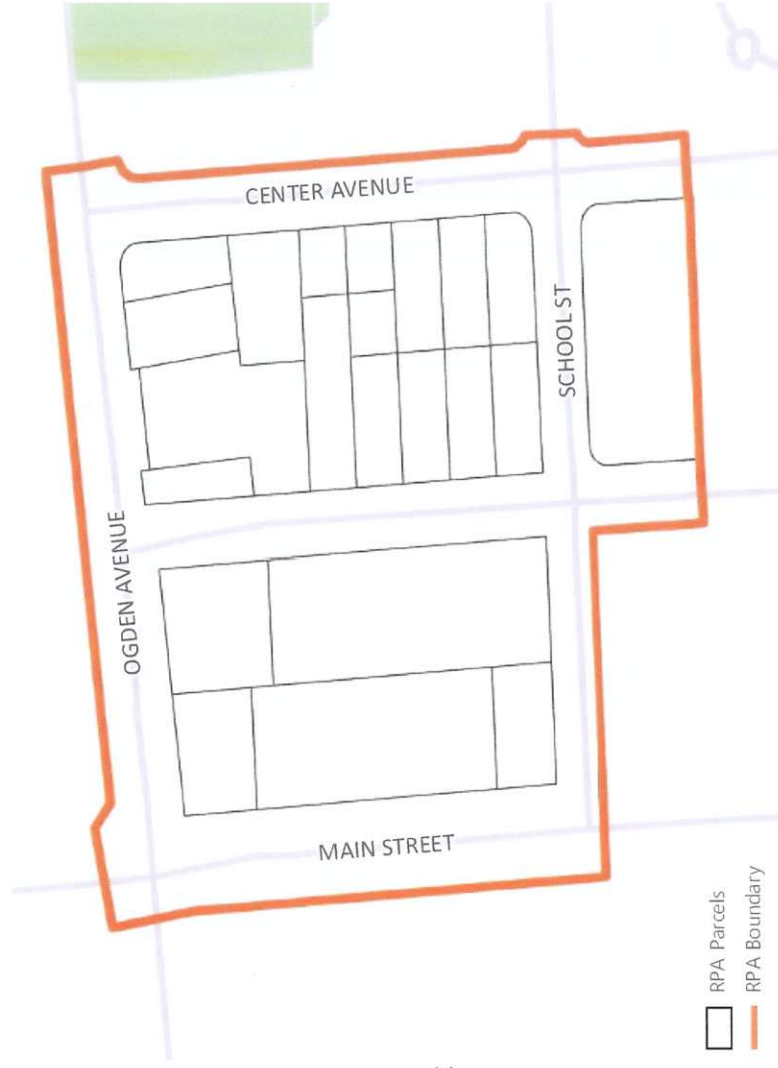 CENTER AVENUE
OGDEN AVENUE
SCHOOL ST
MAIN STREET
RPA Parcels
RPA Boundary